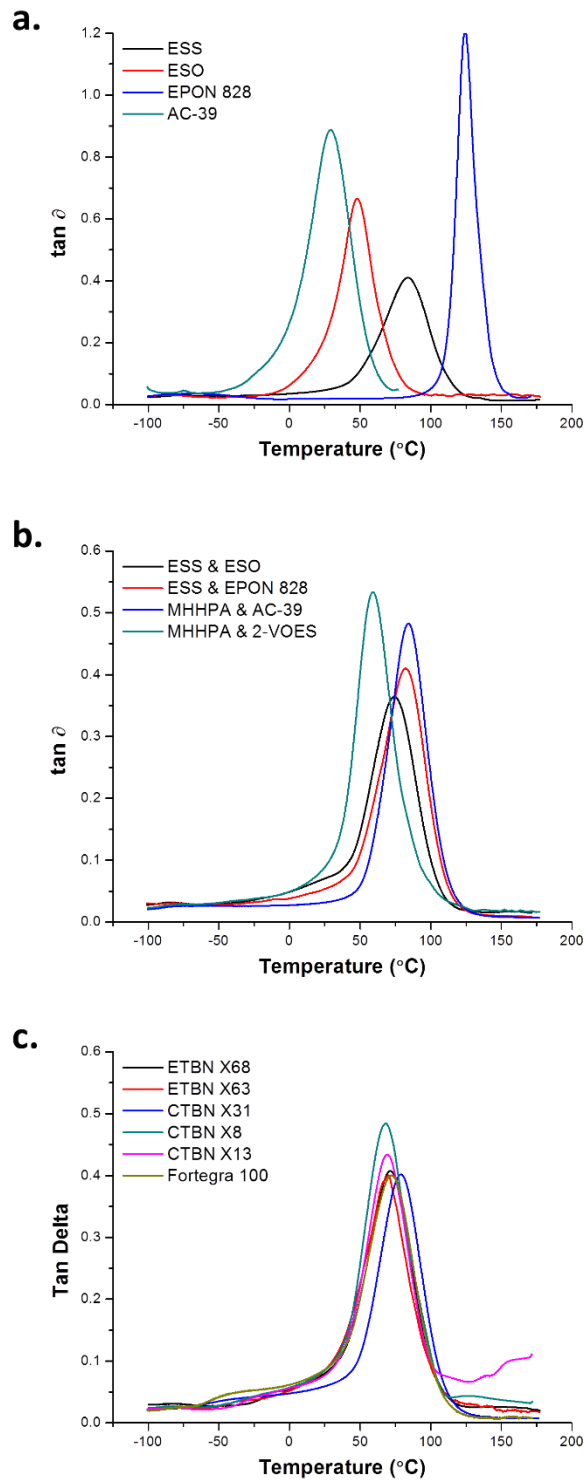 a.
ESS
ESO
EPON 828
AC-39
1.2
1.0
0.8
0.6
0.4
0.2
0.0
tan ∂
-100 -50 0 50 100 150 200
Temperature (°C)
b.
ESS & ESO
ESS & EPON 828
MHHPA & AC-39
MHHPA & 2-VOES
0.6
0.5
0.4
0.3
0.2
0.1
0.0
tan ∂
-100 -50 0 50 100 150 200
Temperature (°C)
c.
ETBN X68
ETBN X63
CTBN X31
CTBN X8
CTBN X13
Fortegra 100
0.6
0.5
0.4
0.3
0.2
0.1
0.0
Tan Delta
-100 -50 0 50 100 150 200
Temperature (°C)